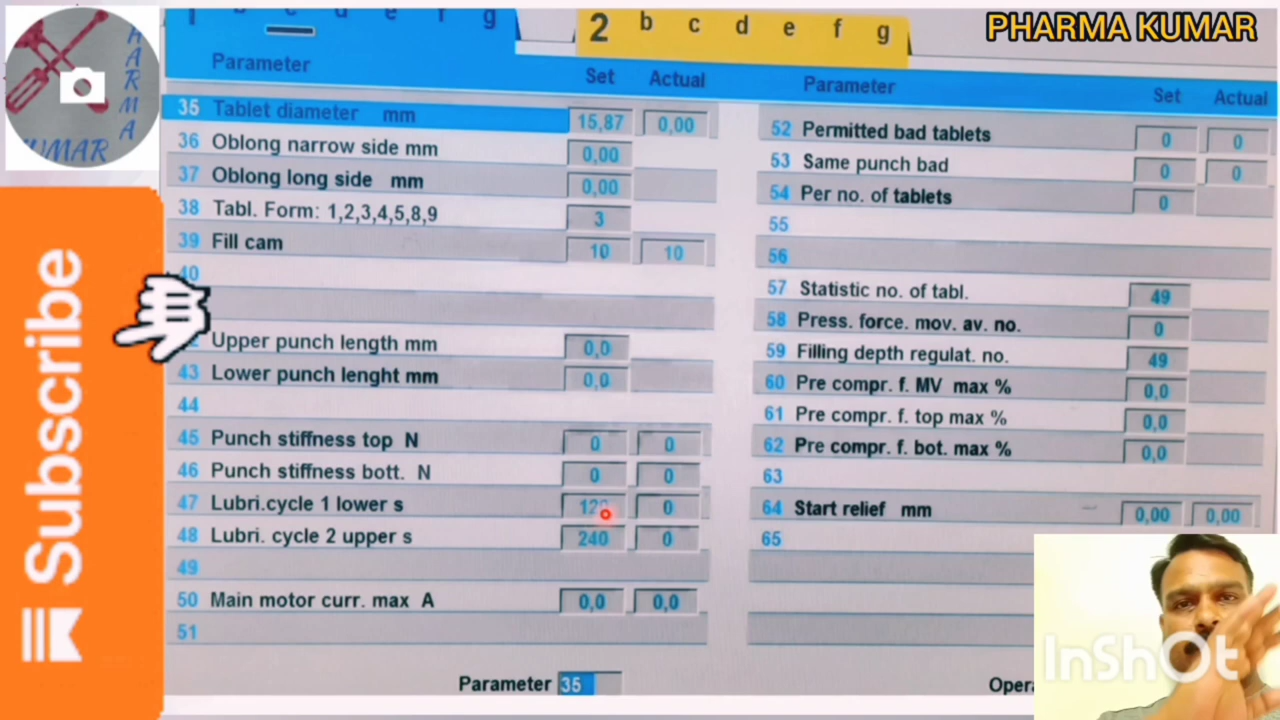 b c d e f g
2 b c d e f g
PHARMA KUMAR
HARMA
KUMAR
Subscribe
Parameter Set Actual
35 Tablet diameter mm 15,87 0,00
36 Oblong narrow side mm 0,00
37 Oblong long side mm 0,00
38 Tabl. Form: 1,2,3,4,5,8,9 3
39 Fill cam 10 10
40
Upper punch length mm 0,0
43 Lower punch lenght mm 0,0
44
45 Punch stiffness top N 0 0
46 Punch stiffness bott. N 0 0
47 Lubri.cycle 1 lower s 0
48 Lubri. cycle 2 upper s 240 0
49
50 Main motor curr. max A 0,0 0,0
51
Parameter Set Actual
52 Permitted bad tablets 0 0
53 Same punch bad 0 0
54 Per no. of tablets 0
55
56
57 Statistic no. of tabl. 49
58 Press. force. mov. av. no. 0
59 Filling depth regulat. no. 49
60 Pre compr. f. MV max % 0,0
61 Pre compr. f. top max % 0,0
62 Pre compr. f. bot. max % 0,0
63
64 Start relief mm 0,00 0,00
65
Parameter 35
InShOt